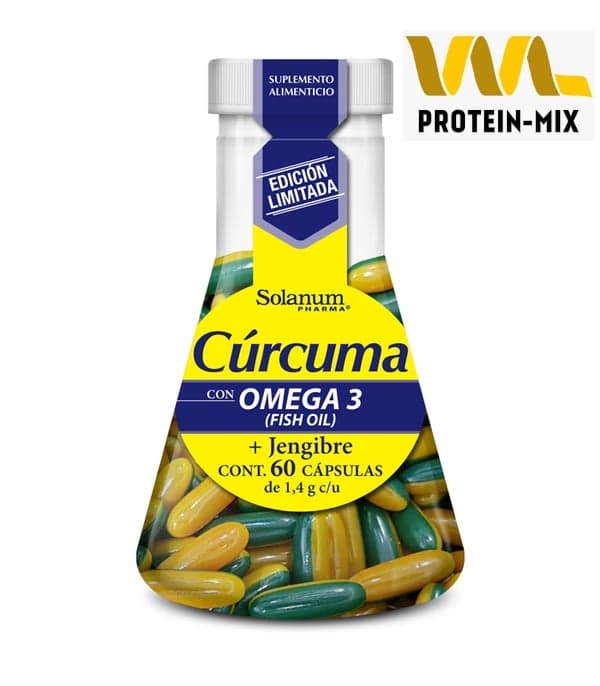 SUPLEMENTO
ALIMENTICIO
PROTEIN-MIX
EDICIÓN
LIMITADA
Solanum
PHARMA®
Cúrcuma
CON OMEGA 3
(FISH OIL)
+ Jengibre
CONT. 60 CÁPSULAS
de 1,4 g c/u